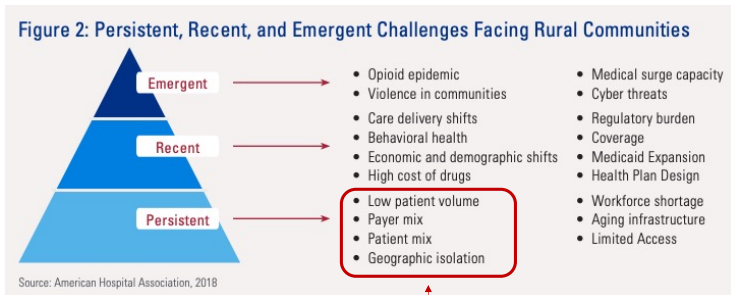 Figure 2: Persistent, Recent, and Emergent Challenges Facing Rural Communities
Emergent
• Opioid epidemic
• Violence in communities
• Medical surge capacity
• Cyber threats
Recent
• Care delivery shifts
• Behavioral health
• Economic and demographic shifts
• High cost of drugs
• Regulatory burden
• Coverage
• Medicaid Expansion
• Health Plan Design
Persistent
• Low patient volume
• Payer mix
• Patient mix
• Geographic isolation
• Workforce shortage
• Aging infrastructure
• Limited Access
Source: American Hospital Association, 2018